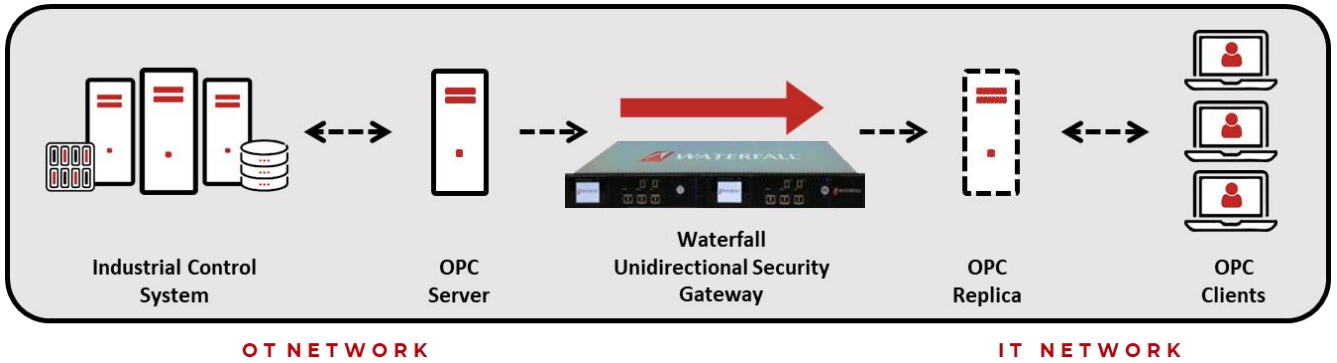 WATERFALL
Industrial Control
System
OPC
Server
Waterfall
Unidirectional Security
Gateway
OPC
Replica
OPC
Clients
OT NETWORK
IT NETWORK